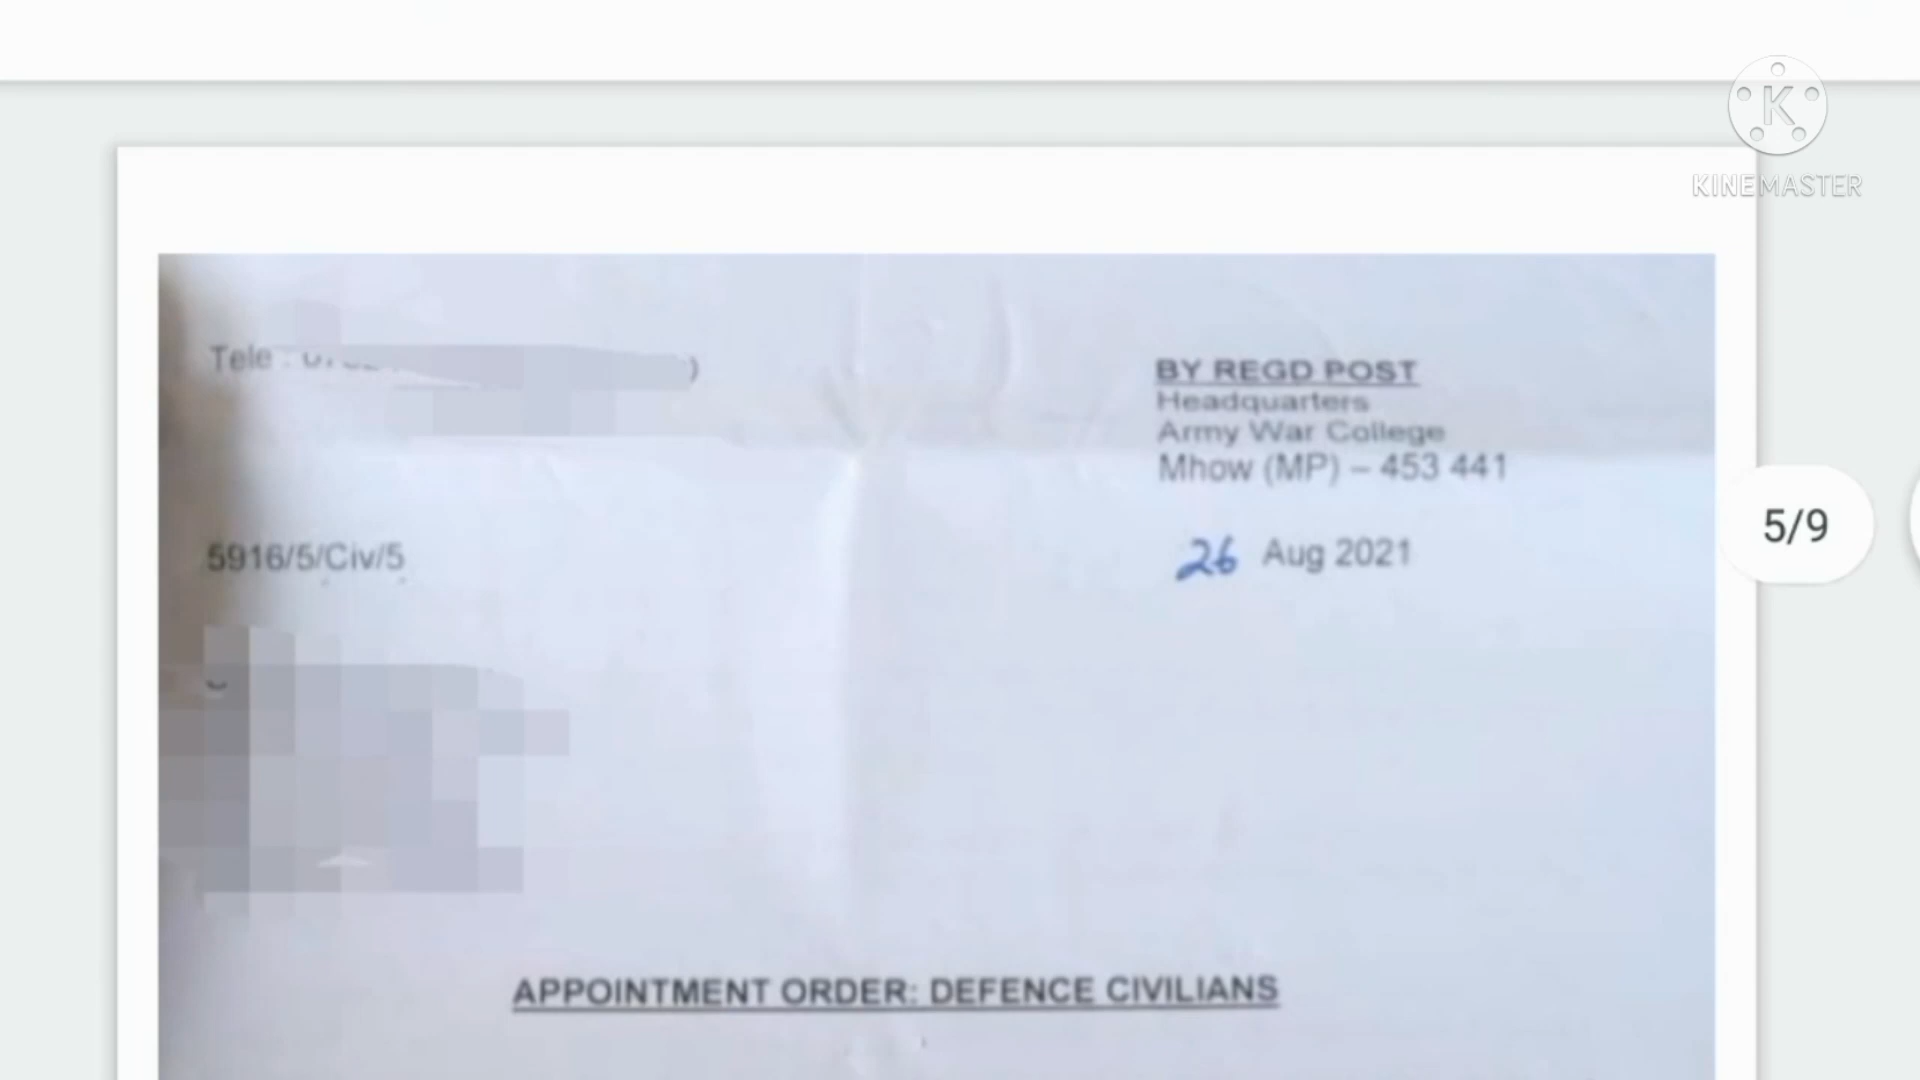 KINEMASTER
Tele :
BY REGD POST
Headquarters
Army War College
Mhow (MP) – 453 441
5/9
5916/5/Civ/5
26 Aug 2021
APPOINTMENT ORDER: DEFENCE CIVILIANS